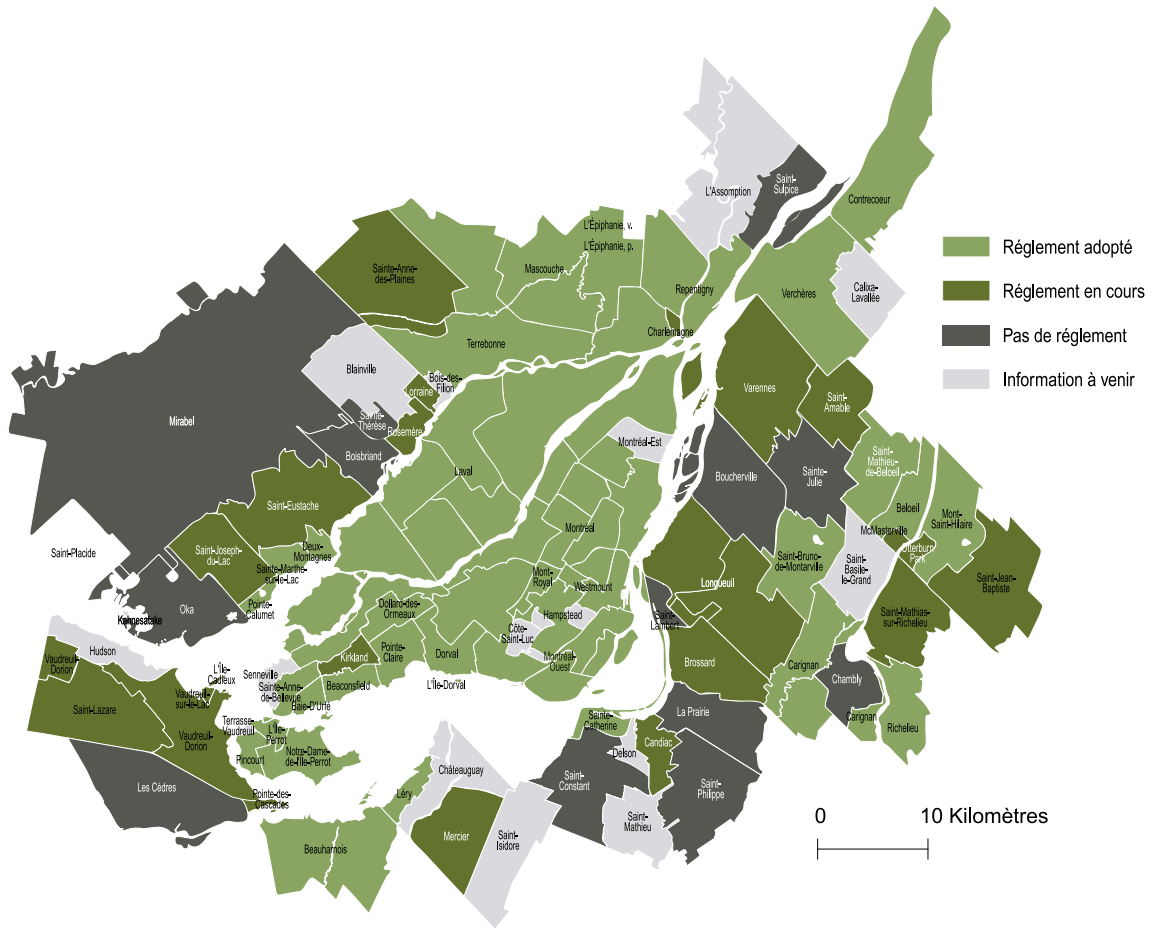 L'Assomption
Saint-
Sulpice
Contrecoeur
L'Épiphanie, v.
L'Épiphanie, p.
Mascouche
Sainte-Anne-
des-Plaines
Repentigny
Verchères
Calixa-
Lavallée
Charlemagne
Terrebonne
Blainville
Bois-des-
Filion
Lorraine
Varennes
Saint-
Amable
Sainte-
Thérèse
Rosemère
Mirabel
Boisbriand
Montréal-Est
Laval
Boucherville
Sainte-
Julie
Saint-
Mathieu-
de-Beloeil
Beloeil
Mont-
Saint-Hilaire
McMasterville
Otterburn
Park
Saint-Eustache
Montréal
Saint-Placide
Saint-Joseph-
du-Lac
Deux-
Montagnes
Sainte-Marthe-
sur-le-Lac
Saint-Bruno-
de-Montarville
Saint-
Basile-
le-Grand
Saint-Jean-
Baptiste
Mont-
Royal
Westmount
Longueuil
Oka
Pointe-
Calumet
Kennesatake
Dollard-des-
Ormeaux
Hampstead
Saint-
Lambert
Saint-Mathias-
sur-Richelieu
Côte-
Saint-Luc
Hudson
Kirkland
Pointe-
Claire
Dorval
Montréal-
Ouest
Brossard
Carignan
Vaudreuil-
Dorion
L'Île-
Cadieux
Senneville
Sainte-Anne-
de-Bellevue
Beaconsfield
L'Île-Dorval
Chambly
Saint-Lazare
Vaudreuil-
sur-le-Lac
Baie-D'Urfé
La Prairie
Carignan
Richelieu
Vaudreuil-
Dorion
Terrasse-
Vaudreuil
L'Île-
Perrot
Sainte-
Catherine
Candiac
Pincourt
Notre-Dame-
de-l'Île-Perrot
Delson
Les Cèdres
Châteauguay
Saint-
Constant
Saint-
Philippe
Pointe-des-
Cascades
Léry
Saint-
Mathieu
Mercier
Saint-
Isidore
Beauharnois
Réglement adopté
Réglement en cours
Pas de réglement
Information à venir
0 10 Kilomètres